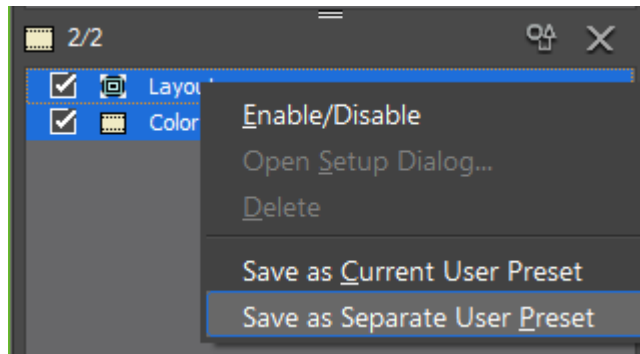 2/2
Layou
Color
Enable/Disable
Open Setup Dialog...
Delete
Save as Current User Preset
Save as Separate User Preset